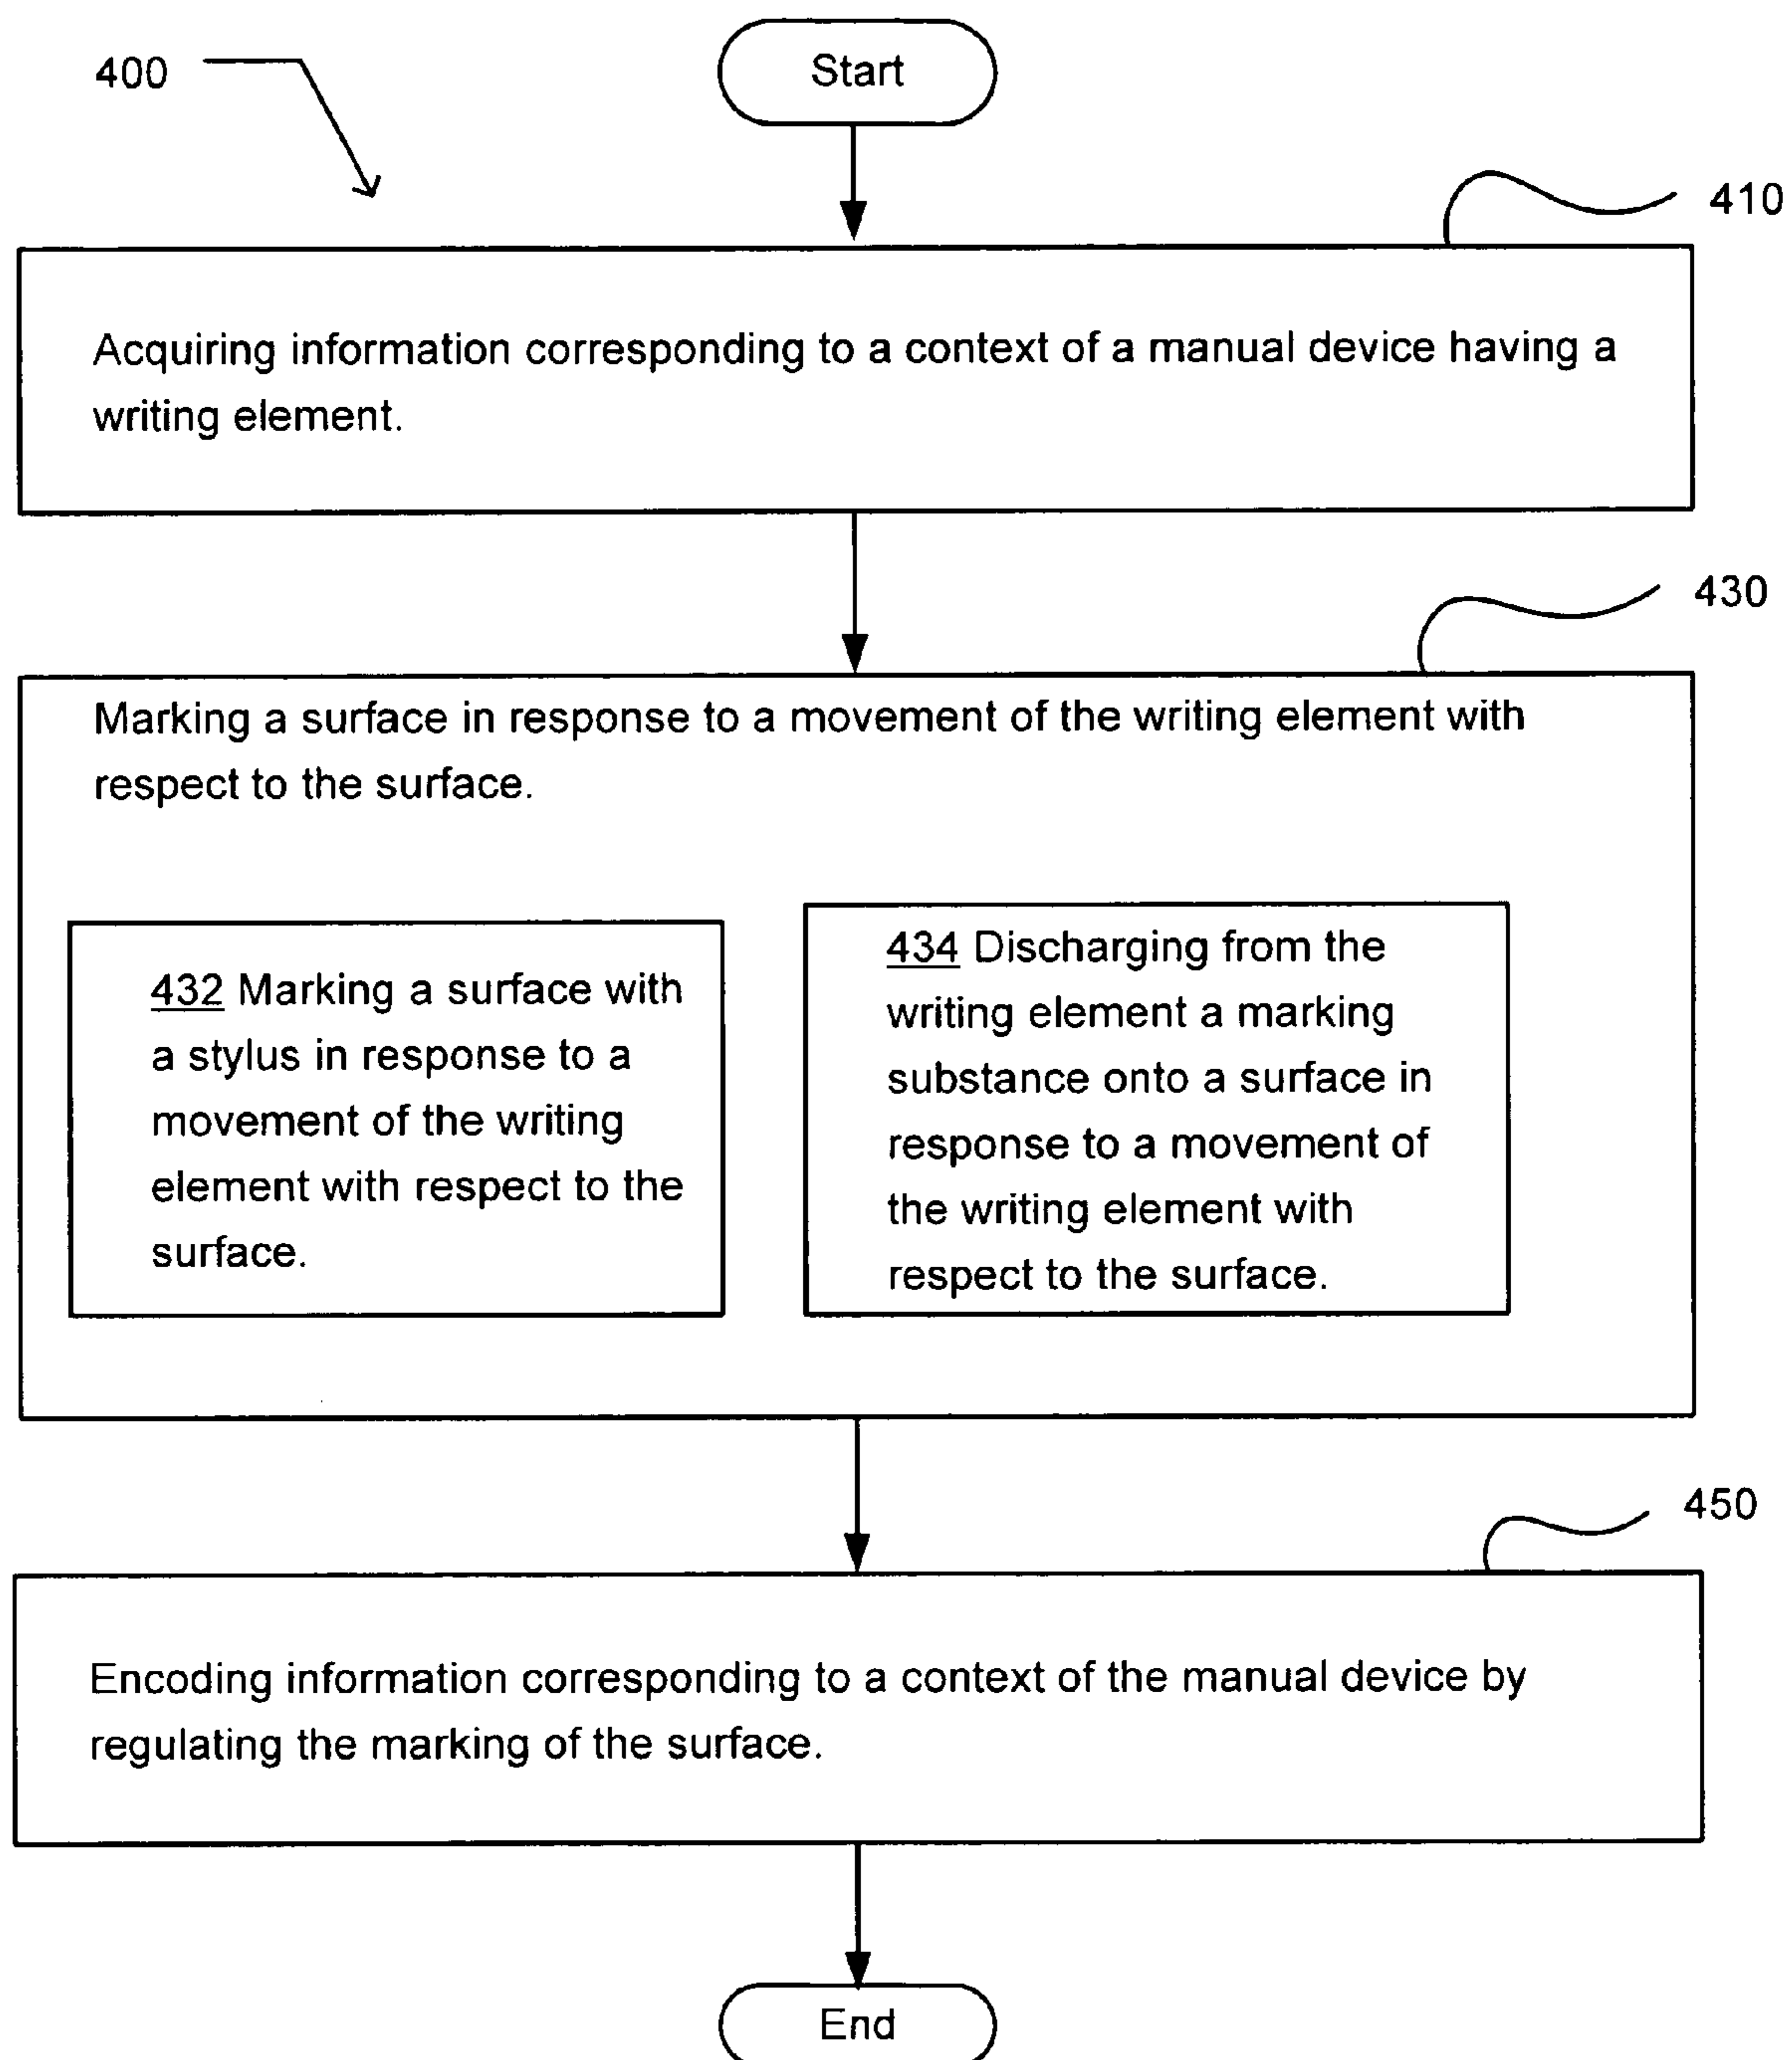 400
Start
410
Acquiring information corresponding to a context of a manual device having a
writing element.
430
Marking a surface in response to a movement of the writing element with
respect to the surface.
432 Marking a surface with
a stylus in response to a
movement of the writing
element with respect to the
surface.
434 Discharging from the
writing element a marking
substance onto a surface in
response to a movement of
the writing element with
respect to the surface.
450
Encoding information corresponding to a context of the manual device by
regulating the marking of the surface.
End